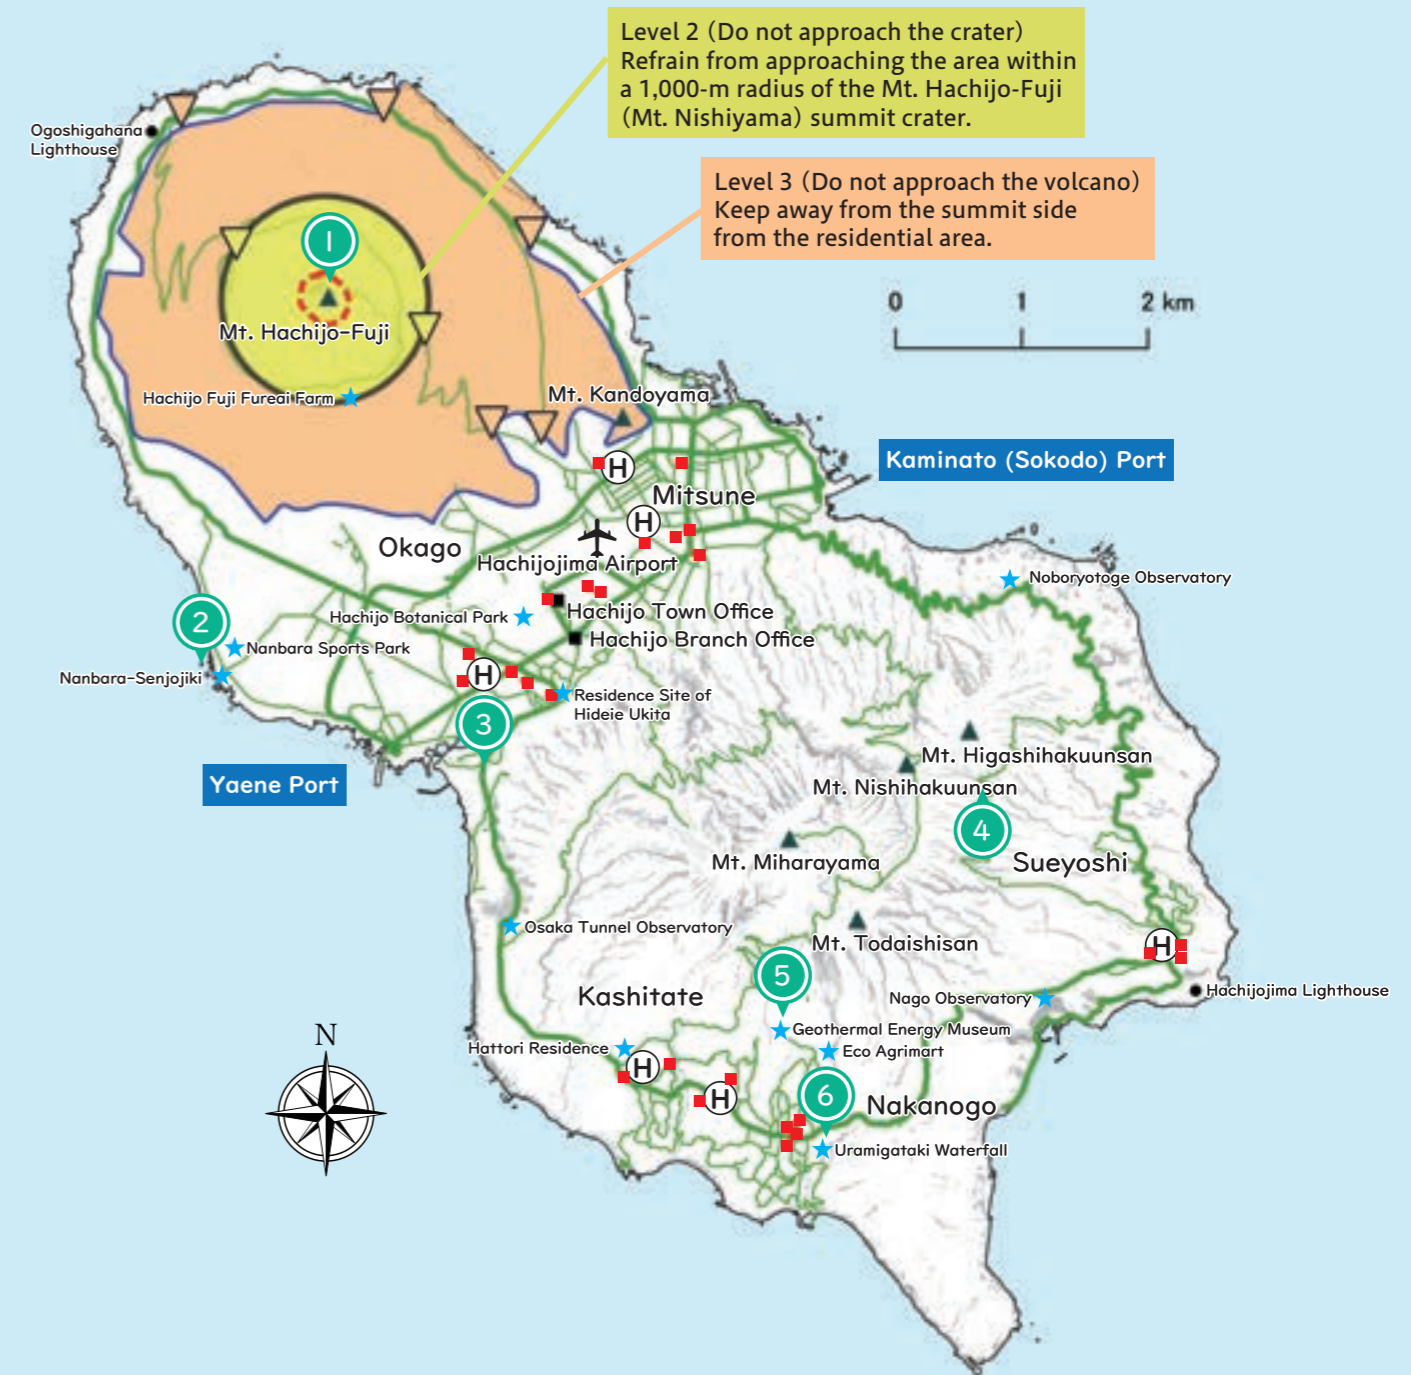 Level 2 (Do not approach the crater)
Refrain from approaching the area within
a 1,000-m radius of the Mt. Hachijo-Fuji
(Mt. Nishiyama) summit crater.
Ogoshigahana
Lighthouse
Level 3 (Do not approach the volcano)
Keep away from the summit side
from the residential area.
1
0 1 2 km
Mt. Hachijo-Fuji
Hachijo Fuji Fureai Farm
Mt. Kandoyama
Kaminato (Sokodo) Port
H
Mitsune
H
Okago
Hachijojima Airport
Noboryotoge Observatory
2
Hachijo Botanical Park
Hachijo Town Office
Hachijo Branch Office
Nanbara Sports Park
Nanbara-Senjojiki
H
Residence Site of
Hideie Ukita
3
Mt. Higashihakuunsan
Yaene Port
Mt. Nishihakuunsan
4
Mt. Miharayama
Sueyoshi
Osaka Tunnel Observatory
Mt. Todaishisan
H
5
Kashitate
Nago Observatory
Hachijojima Lighthouse
N
Geothermal Energy Museum
Hattori Residence
Eco Agrimart
H
H
6
Nakanogo
Uramigataki Waterfall